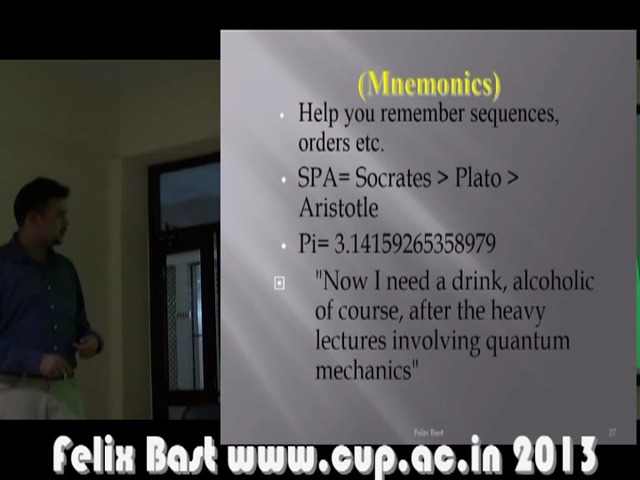 (Mnemonics)
• Help you remember sequences,
orders etc.
• SPA= Socrates > Plato >
Aristotle
• Pi= 3.14159265358979
"Now I need a drink, alcoholic
of course, after the heavy
lectures involving quantum
mechanics"
Felix Bast
27
Felix Bast www.cup.ac.in 2013